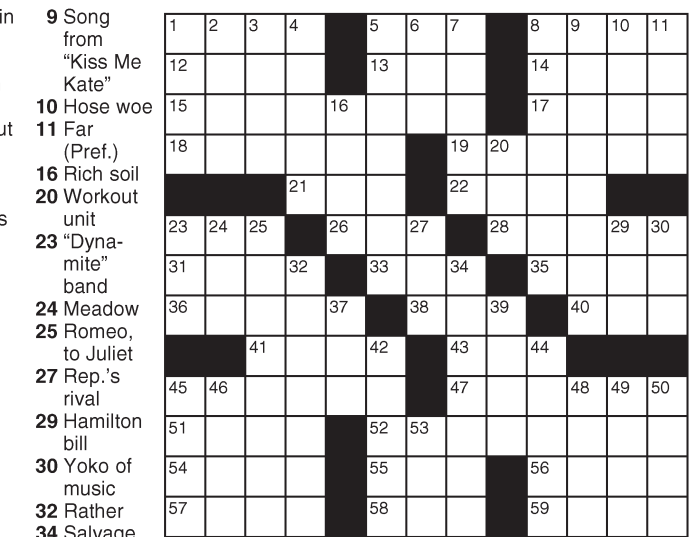 in
ut
s
9 Song
from
“Kiss Me
Kate”
10 Hose woe
11 Far
(Pref.)
16 Rich soil
20 Workout
unit
23 “Dyna-
mite”
band
24 Meadow
25 Romeo,
to Juliet
27 Rep.’s
rival
29 Hamilton
bill
30 Yoko of
music
32 Rather
34 Salvage
1 2 3 4 5 6 7 8 9 10 11
12 13 14
15 16 17
18 19 20
21 22
23 24 25 26 27 28 29 30
31 32 33 34 35
36 37 38 39 40
41 42 43 44
45 46 47 48 49 50
51 52 53
54 55 56
57 58 59